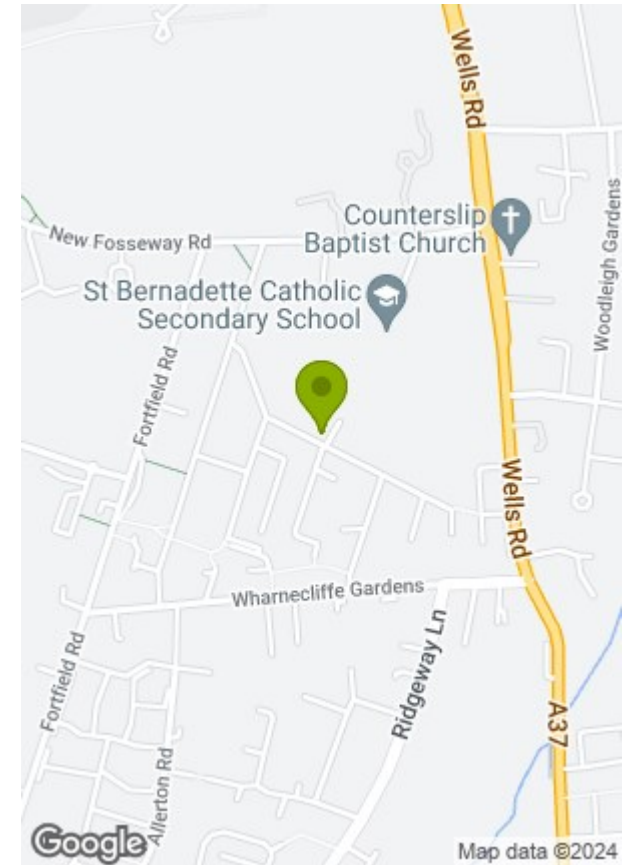 Wells Rd
Woodleigh Gardens
Counterslip
Baptist Church
New Fosseway Rd
St Bernadette Catholic
Secondary School
Fortfield Rd
Wells Rd
Wharnecliffe Gardens
Ridgeway Ln
Fortfield Rd
Allerton Rd
A37
Google
Map data ©2024